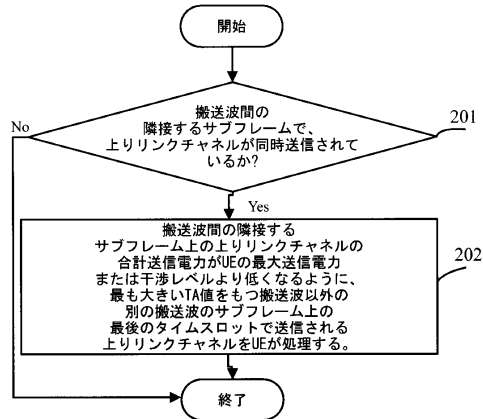 開始
搬送波間の
隣接するサブフレームで、
上りリンクチャネルが同時送信されて
いるか?
No
201
Yes
搬送波間の隣接する
サブフレーム上の上りリンクチャネルの
合計送信電力がUEの最大送信電力
または干渉レベルより低くなるように、
最も大きいTA値をもつ搬送波以外の
別の搬送波のサブフレーム上の
最後のタイムスロットで送信される
上りリンクチャネルをUEが処理する。
202
終了